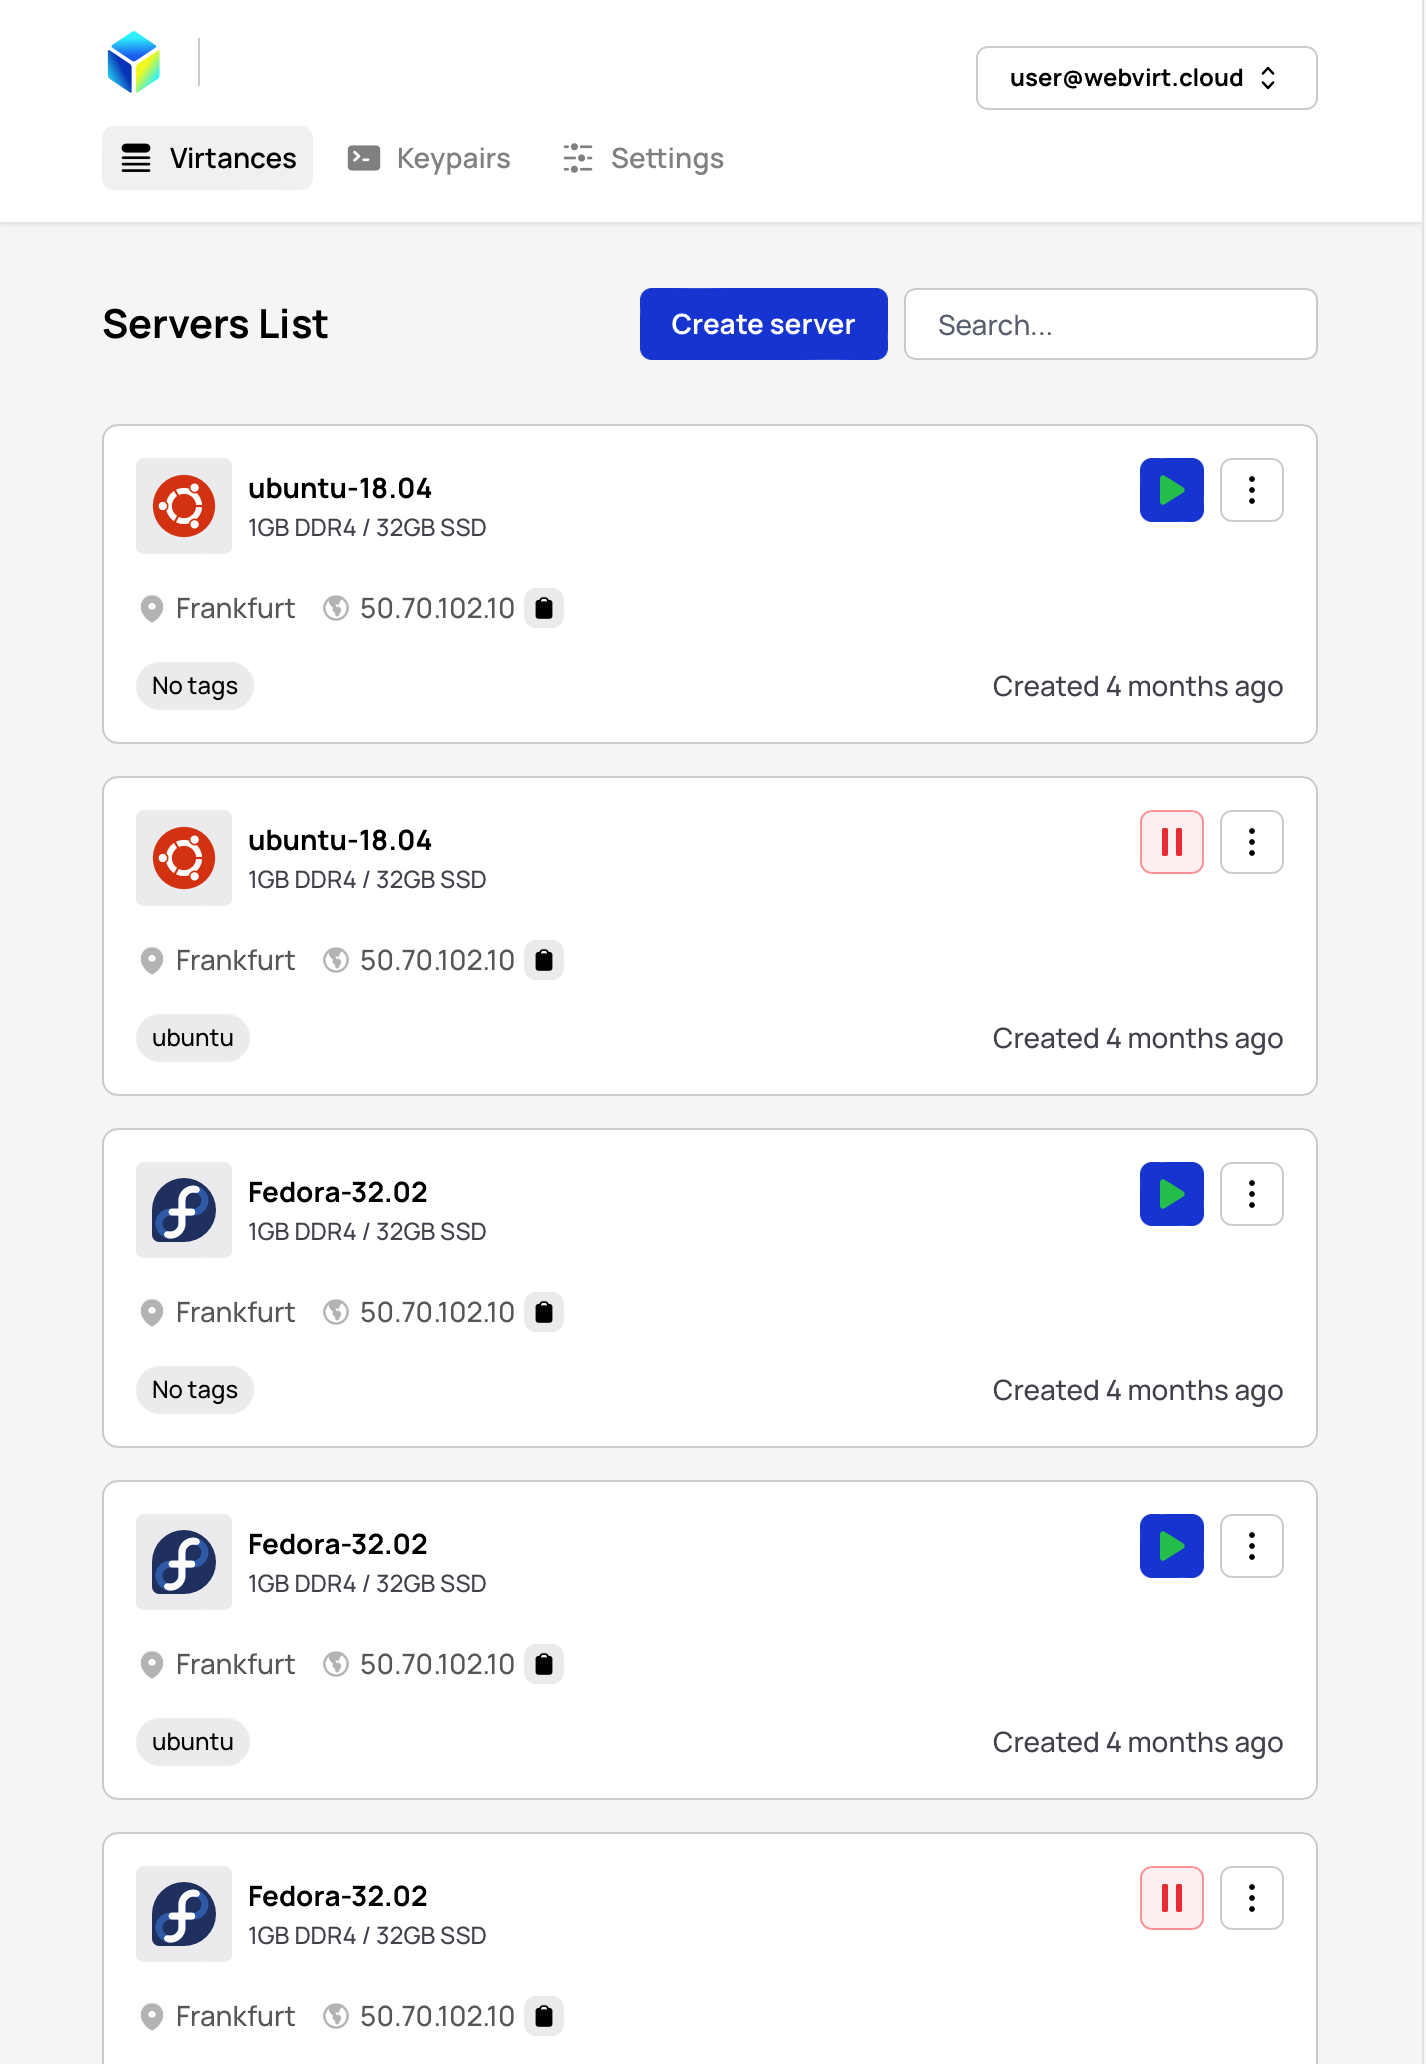 user@webvirt.cloud
Virtances Keypairs Settings
Servers List Create server Search...
ubuntu-18.04
1GB DDR4 / 32GB SSD
Frankfurt 50.70.102.10
No tags Created 4 months ago
ubuntu-18.04
1GB DDR4 / 32GB SSD
Frankfurt 50.70.102.10
ubuntu Created 4 months ago
Fedora-32.02
1GB DDR4 / 32GB SSD
Frankfurt 50.70.102.10
No tags Created 4 months ago
Fedora-32.02
1GB DDR4 / 32GB SSD
Frankfurt 50.70.102.10
ubuntu Created 4 months ago
Fedora-32.02
1GB DDR4 / 32GB SSD
Frankfurt 50.70.102.10